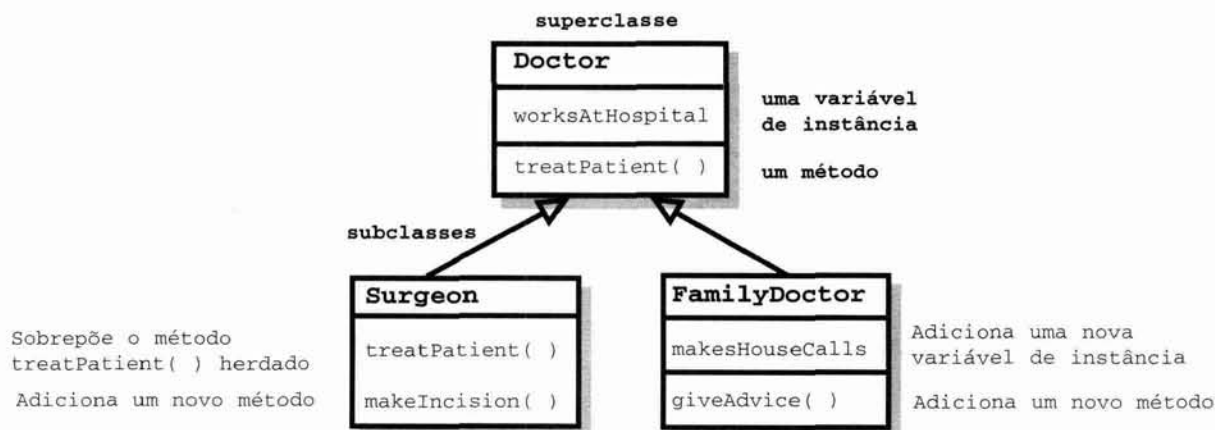 superclasse
Doctor
worksAtHospital
uma variável
de instância
treatPatient( )
um método
subclasses
Surgeon
treatPatient( )
makeIncision( )
Sobrepõe o método
treatPatient( ) herdado
Adiciona um novo método
FamilyDoctor
makesHouseCalls
Adiciona uma nova
variável de instância
giveAdvice( )
Adiciona um novo método